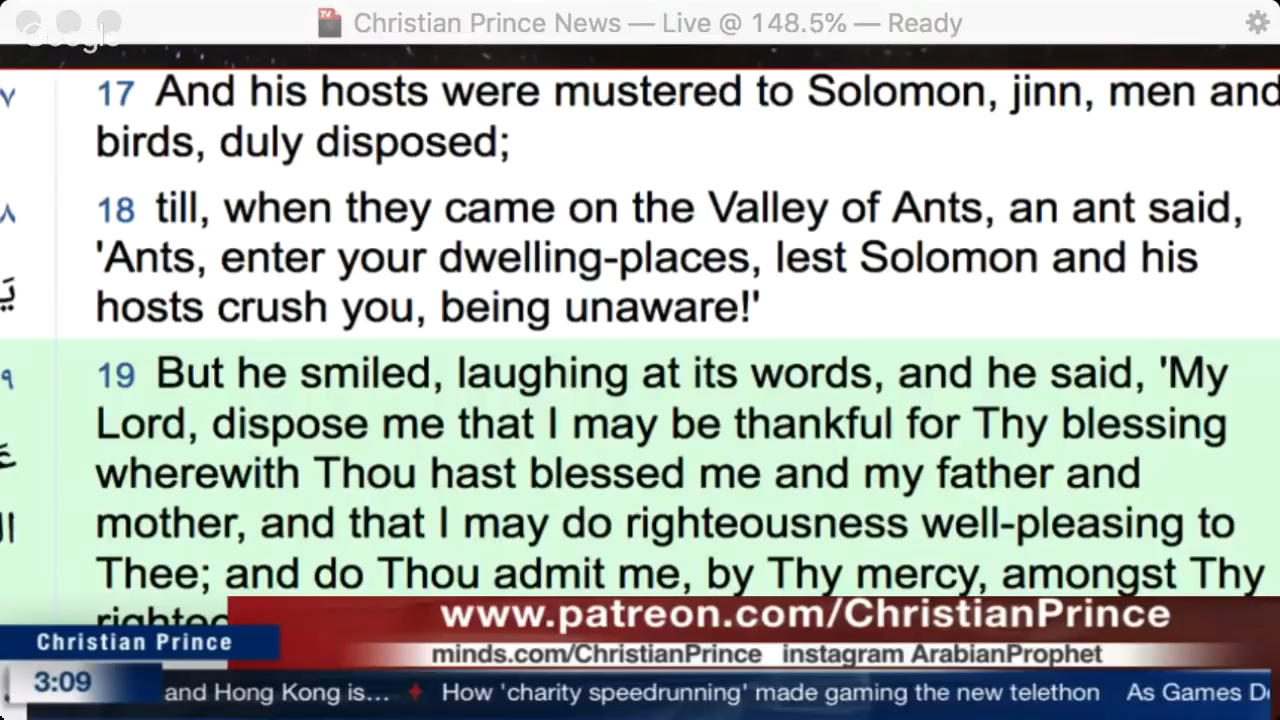 Christian Prince News — Live @ 148.5% — Ready
Google
17 And his hosts were mustered to Solomon, jinn, men and
birds, duly disposed;
18 till, when they came on the Valley of Ants, an ant said,
'Ants, enter your dwelling-places, lest Solomon and his
hosts crush you, being unaware!'
19 But he smiled, laughing at its words, and he said, 'My
Lord, dispose me that I may be thankful for Thy blessing
wherewith Thou hast blessed me and my father and
mother, and that I may do righteousness well-pleasing to
Thee; and do Thou admit me, by Thy mercy, amongst Thy
www.patreon.com/ChristianPrince
Christian Prince
minds.com/ChristianPrince instagram ArabianProphet
3:09
and Hong Kong is... How 'charity speedrunning' made gaming the new telethon As Games